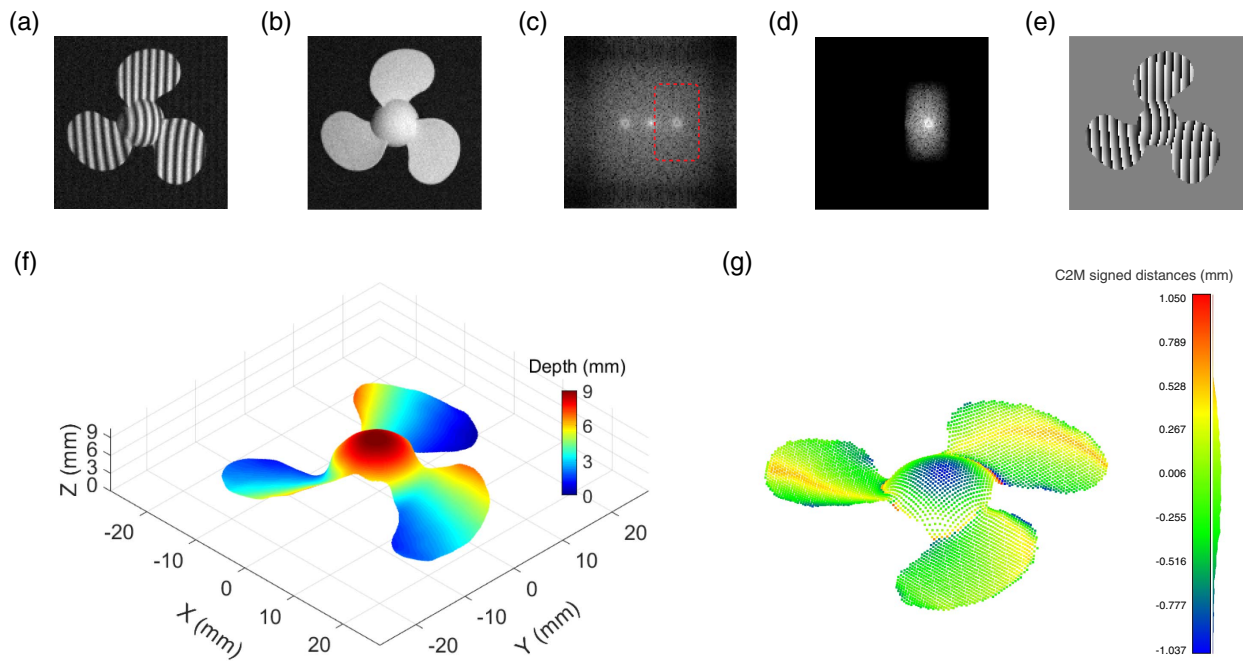 (a)
(b)
(c)
(d)
(e)
(f)
Depth (mm)
9
6
3
0
Z (mm)
9
6
3
0
-20
-10
0
10
20
X (mm)
-20
-10
0
10
20
Y (mm)
(g)
C2M signed distances (mm)
1.050
0.789
0.528
0.267
0.006
-0.255
-0.516
-0.777
-1.037